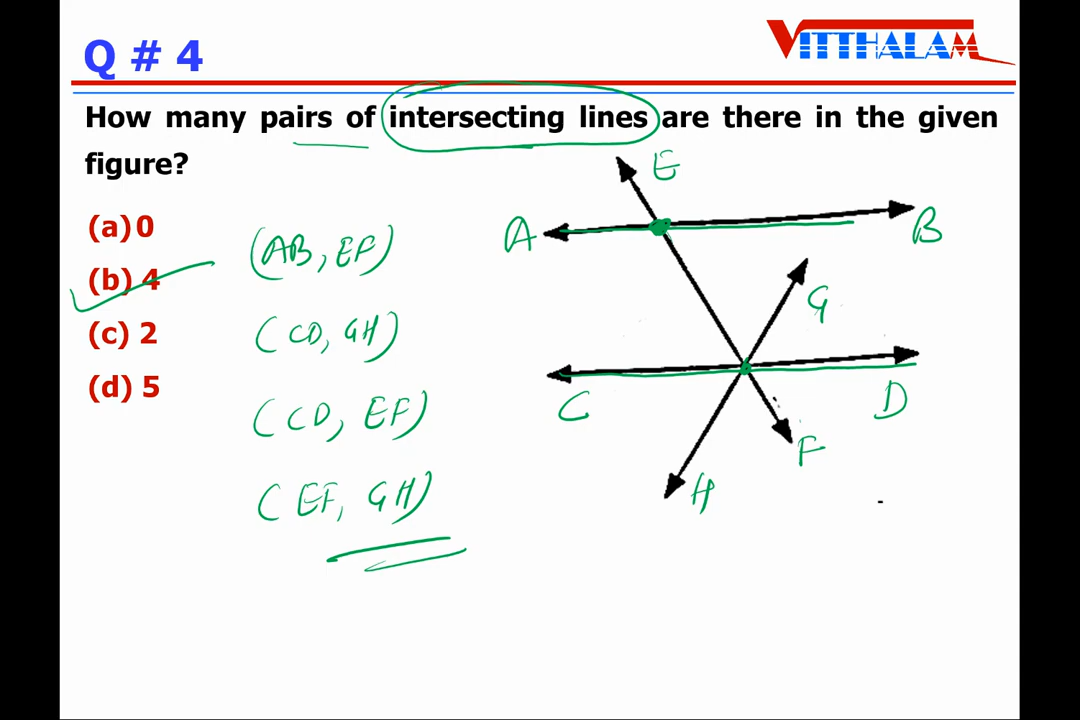 Q # 4
VITTHALAM
How many pairs of intersecting lines are there in the given
figure?
(a) 0
(b) 4
(c) 2
(d) 5
(AB, EF)
(CD, GH)
(CD, EF)
(EF, GH)
E
A
B
G
C
D
F
H